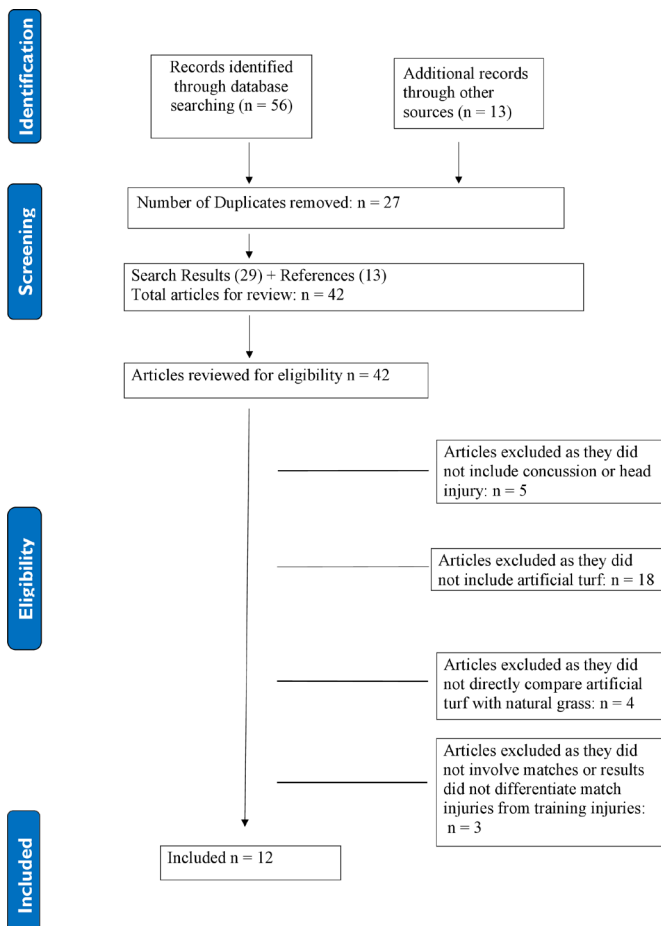 Identification
Records identified
through database
searching (n = 56)
Additional records
through other
sources (n = 13)
Screening
Number of Duplicates removed: n = 27
Search Results (29) + References (13)
Total articles for review: n = 42
Articles reviewed for eligibility n = 42
Eligibility
Articles excluded as they did
not include concussion or head
injury: n = 5
Articles excluded as they did
not include artificial turf: n = 18
Articles excluded as they did
not directly compare artificial
turf with natural grass: n = 4
Articles excluded as they did
not involve matches or results
did not differentiate match
injuries from training injuries:
n = 3
Included
Included n = 12